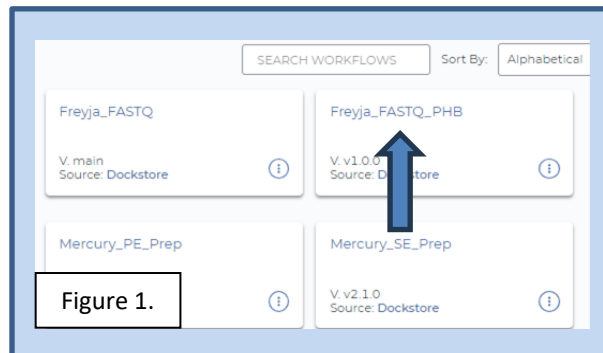 SEARCH WORKFLOWS Sort By: Alphabetical
Freyja_FASTQ
V. main
Source: Dockstore
Freyja_FASTQ_PHB
V. v1.0.0
Source:
Mercury_PE_Prep
Mercury_SE_Prep
V. v2.1.0
Source: Dockstore
Figure 1.